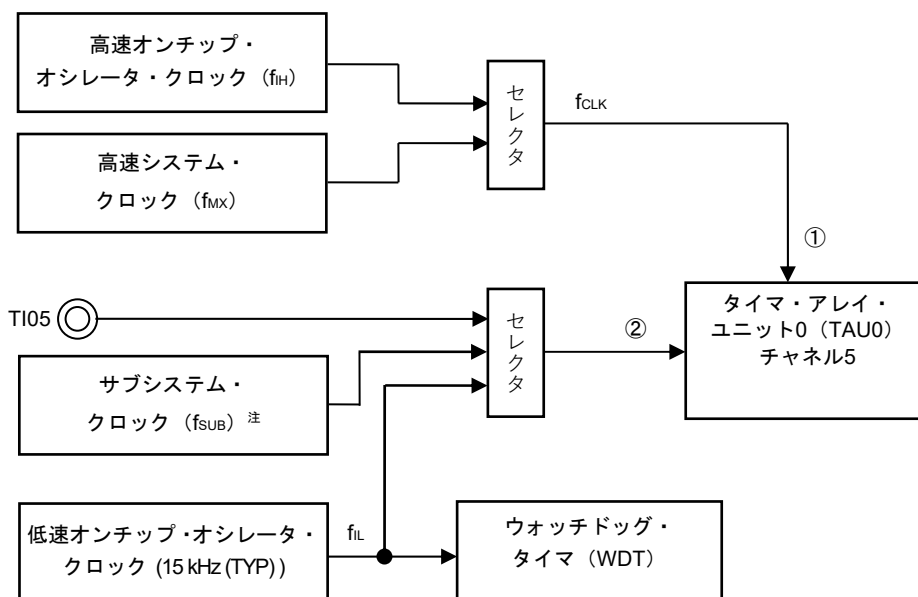 高速オンチップ・
オシレータ・クロック (fIH)
セレクタ
fCLK
高速システム・
クロック (fMX)
①
TI05
セレクタ
②
タイマ・アレイ・
ユニット0 (TAU0)
チャネル5
サブシステム・
クロック (fSUB) 注
低速オンチップ・オシレータ・
クロック (15 kHz (TYP) )
fIL
ウォッチドッグ・
タイマ (WDT)